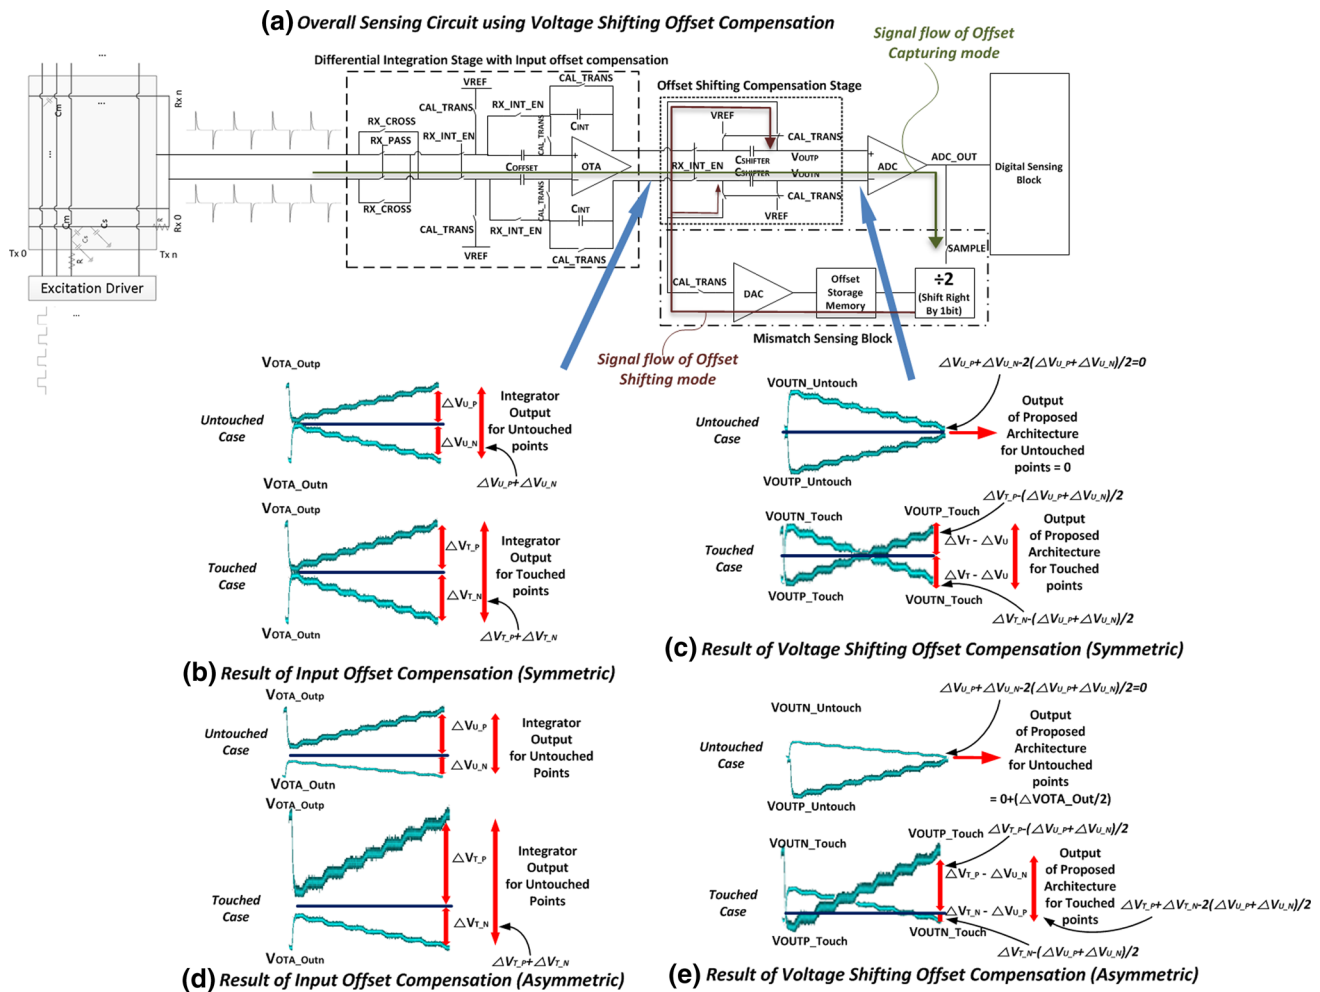 (a) Overall Sensing Circuit using Voltage Shifting Offset Compensation
Signal flow of Offset
Capturing mode
Differential Integration Stage with Input offset compensation
Offset Shifting Compensation Stage
...
Rx n
Cm
...
...
Cm
Cs
Cs
R
R
Rx 0
Tx 0
Tx n
Excitation Driver
...
RX_CROSS
RX_PASS
RX_CROSS
VREF
CAL_TRANS
RX_INT_EN
RX_INT_EN
CAL_TRANS
CAL_TRANS
CINT
COFFSET
OTA
CAL_TRANS
CINT
CAL_TRANS
RX_INT_EN
VREF
CAL_TRANS
VREF
CAL_TRANS
RX_INT_EN
CSHIFTER
CSHIFTER
VOUTP
VOUTN
CAL_TRANS
VREF
ADC
ADC_OUT
Digital Sensing
Block
SAMPLE
CAL_TRANS
DAC
Offset
Storage
Memory
÷2
(Shift Right
By 1bit)
Mismatch Sensing Block
Signal flow of Offset
Shifting mode
VOTA_Outp
Untouched
Case
△VU_P
△VU_N
Integrator
Output
for Untouched
points
△VU_P+△VU_N
VOTA_Outn
VOTA_Outp
Touched
Case
△VT_P
△VT_N
Integrator
Output
for Touched
points
△VT_P+△VT_N
VOTA_Outn
(b) Result of Input Offset Compensation (Symmetric)
△VU_P+△VU_N-2(△VU_P+△VU_N)/2=0
VOUTN_Untouch
Untouched
Case
VOUTP_Untouch
Output
of Proposed
Architecture
for Untouched
points = 0
△VT_P-(△VU_P+△VU_N)/2
VOUTN_Touch
VOUTP_Touch
Touched
Case
△VT - △VU
△VT - △VU
Output
of Proposed
Architecture
for Touched
points
VOUTP_Touch
VOUTN_Touch
△VT_N-(△VU_P+△VU_N)/2
(c) Result of Voltage Shifting Offset Compensation (Symmetric)
VOTA_Outp
Untouched
Case
△VU_P
△VU_N
Integrator
Output
for Untouched
Points
VOTA_Outn
VOTA_Outp
Touched
Case
△VT_P
△VT_N
Integrator
Output
for Untouched
Points
△VT_P+△VT_N
VOTA_Outn
(d) Result of Input Offset Compensation (Asymmetric)
△VU_P+△VU_N-2(△VU_P+△VU_N)/2=0
VOUTN_Untouch
Untouched
Case
VOUTP_Untouch
Output
of Proposed
Architecture
for Untouched
points
= 0+(△VOTA_Out/2)
VOUTP_Touch
△VT_P-(△VU_P+△VU_N)/2
VOUTN_Touch
Touched
Case
△VT_P - △VU_N
△VT_N - △VU_P
Output
of Proposed
Architecture
for Touched
points
△VT_P+△VT_N-2(△VU_P+△VU_N)/2
VOUTP_Touch
VOUTN_Touch
△VT_N-(△VU_P+△VU_N)/2
(e) Result of Voltage Shifting Offset Compensation (Asymmetric)